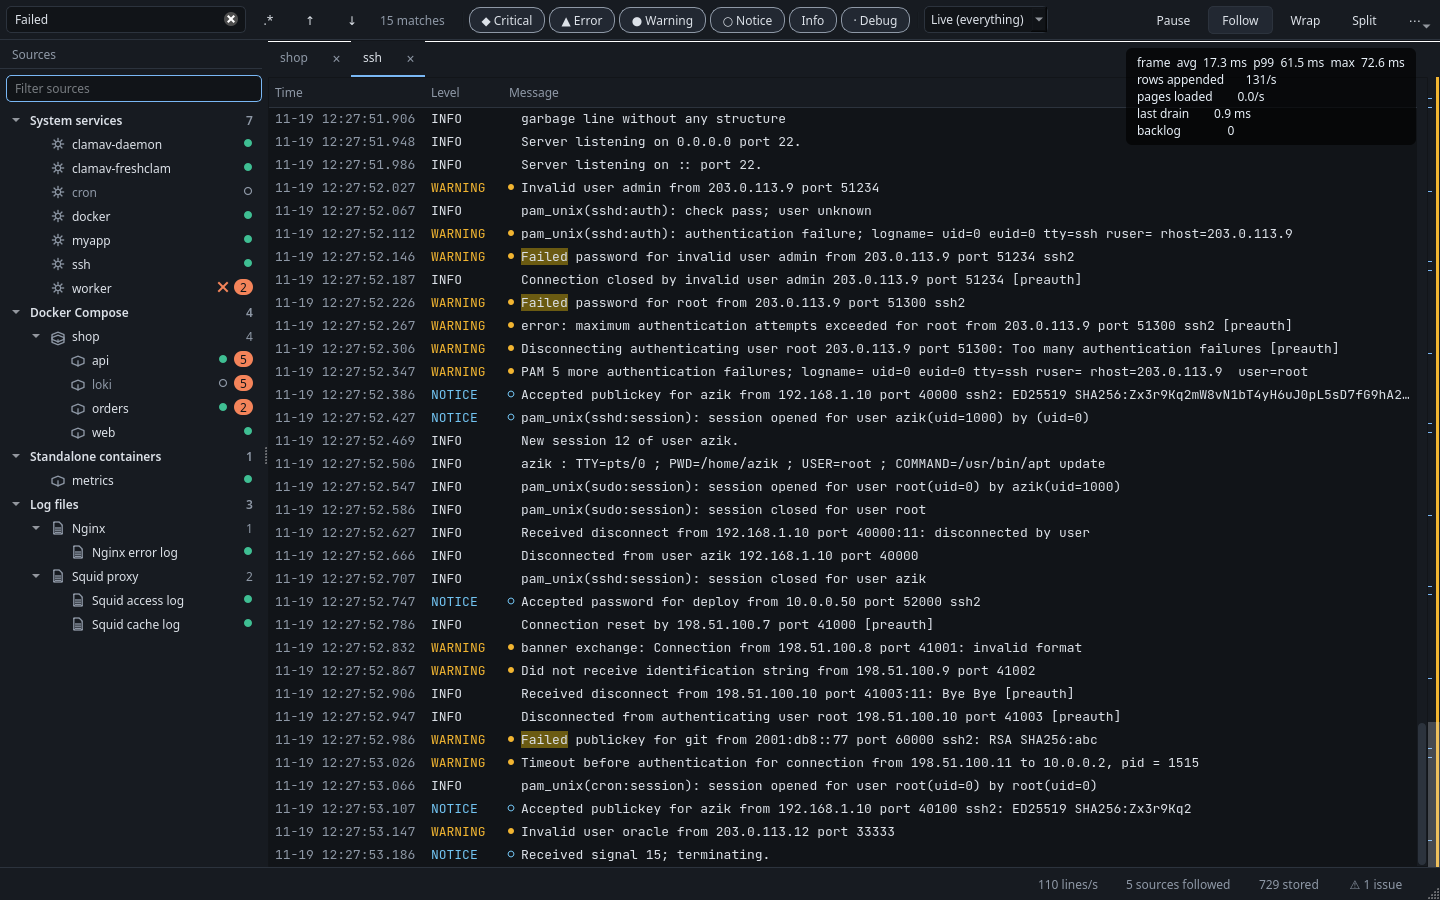 Failed .* ↑ ↓ 15 matches ◆ Critical ▲ Error ● Warning ○ Notice Info · Debug Live (everything) Pause Follow Wrap Split ...
Sources
shop × ssh ×
Filter sources
frame avg 17.3 ms p99 61.5 ms max 72.6 ms
rows appended 131/s
pages loaded 0.0/s
last drain 0.9 ms
backlog 0
System services 7
clamav-daemon
clamav-freshclam
cron
docker
myapp
ssh
worker 2
Docker Compose 4
shop 4
api 5
loki 5
orders 2
web
Standalone containers 1
metrics
Log files 3
Nginx 1
Nginx error log
Squid proxy 2
Squid access log
Squid cache log
Time Level Message
11-19 12:27:51.906 INFO garbage line without any structure
11-19 12:27:51.948 INFO Server listening on 0.0.0.0 port 22.
11-19 12:27:51.986 INFO Server listening on :: port 22.
11-19 12:27:52.027 WARNING ● Invalid user admin from 203.0.113.9 port 51234
11-19 12:27:52.067 INFO pam_unix(sshd:auth): check pass; user unknown
11-19 12:27:52.112 WARNING ● pam_unix(sshd:auth): authentication failure; logname= uid=0 euid=0 tty=ssh ruser= rhost=203.0.113.9
11-19 12:27:52.146 WARNING ● Failed password for invalid user admin from 203.0.113.9 port 51234 ssh2
11-19 12:27:52.187 INFO Connection closed by invalid user admin 203.0.113.9 port 51234 [preauth]
11-19 12:27:52.226 WARNING ● Failed password for root from 203.0.113.9 port 51300 ssh2
11-19 12:27:52.267 WARNING ● error: maximum authentication attempts exceeded for root from 203.0.113.9 port 51300 ssh2 [preauth]
11-19 12:27:52.306 WARNING ● Disconnecting authenticating user root 203.0.113.9 port 51300: Too many authentication failures [preauth]
11-19 12:27:52.347 WARNING ● PAM 5 more authentication failures; logname= uid=0 euid=0 tty=ssh ruser= rhost=203.0.113.9  user=root
11-19 12:27:52.386 NOTICE ○ Accepted publickey for azik from 192.168.1.10 port 40000 ssh2: ED25519 SHA256:Zx3r9Kq2mW8vN1bT4yH6uJ0pL5sD7fG9hA2…
11-19 12:27:52.427 NOTICE ○ pam_unix(sshd:session): session opened for user azik(uid=1000) by (uid=0)
11-19 12:27:52.469 INFO New session 12 of user azik.
11-19 12:27:52.506 INFO azik : TTY=pts/0 ; PWD=/home/azik ; USER=root ; COMMAND=/usr/bin/apt update
11-19 12:27:52.547 INFO pam_unix(sudo:session): session opened for user root(uid=0) by azik(uid=1000)
11-19 12:27:52.586 INFO pam_unix(sudo:session): session closed for user root
11-19 12:27:52.627 INFO Received disconnect from 192.168.1.10 port 40000:11: disconnected by user
11-19 12:27:52.666 INFO Disconnected from user azik 192.168.1.10 port 40000
11-19 12:27:52.707 INFO pam_unix(sshd:session): session closed for user azik
11-19 12:27:52.747 NOTICE ○ Accepted password for deploy from 10.0.0.50 port 52000 ssh2
11-19 12:27:52.786 INFO Connection reset by 198.51.100.7 port 41000 [preauth]
11-19 12:27:52.832 WARNING ● banner exchange: Connection from 198.51.100.8 port 41001: invalid format
11-19 12:27:52.867 WARNING ● Did not receive identification string from 198.51.100.9 port 41002
11-19 12:27:52.906 INFO Received disconnect from 198.51.100.10 port 41003:11: Bye Bye [preauth]
11-19 12:27:52.947 INFO Disconnected from authenticating user root 198.51.100.10 port 41003 [preauth]
11-19 12:27:52.986 WARNING ● Failed publickey for git from 2001:db8::77 port 60000 ssh2: RSA SHA256:abc
11-19 12:27:53.026 WARNING ● Timeout before authentication for connection from 198.51.100.11 to 10.0.0.2, pid = 1515
11-19 12:27:53.066 INFO pam_unix(cron:session): session opened for user root(uid=0) by root(uid=0)
11-19 12:27:53.107 NOTICE ○ Accepted publickey for azik from 192.168.1.10 port 40100 ssh2: ED25519 SHA256:Zx3r9Kq2
11-19 12:27:53.147 WARNING ● Invalid user oracle from 203.0.113.12 port 33333
11-19 12:27:53.186 NOTICE ○ Received signal 15; terminating.
110 lines/s 5 sources followed 729 stored ⚠ 1 issue